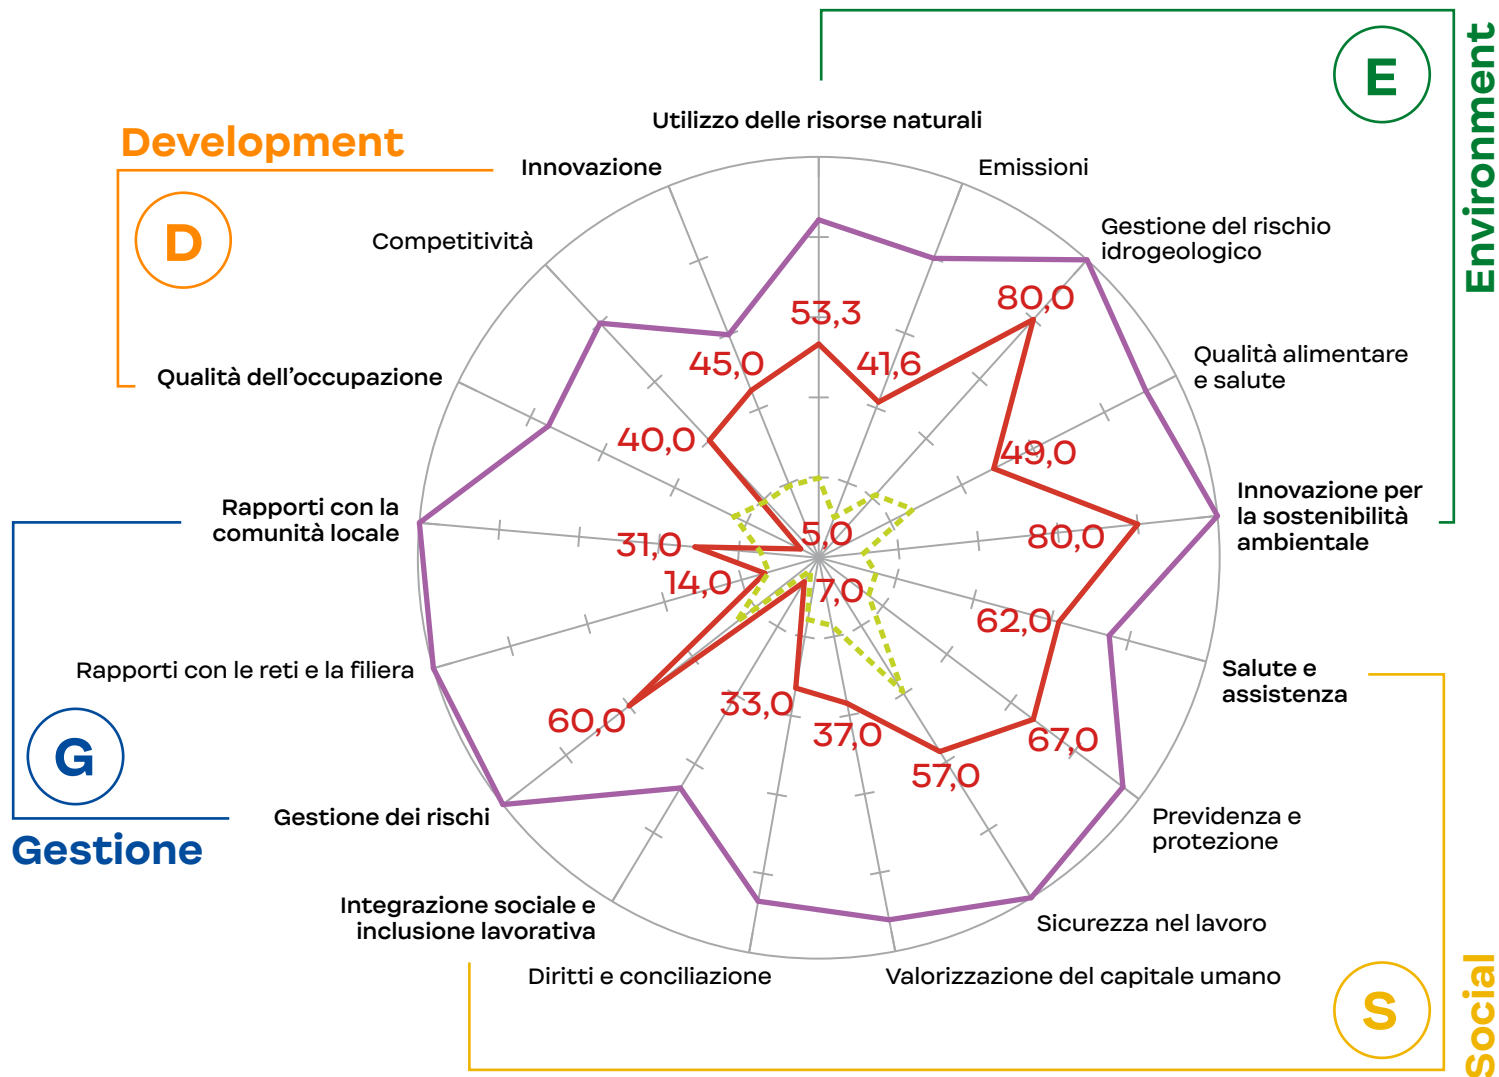 E
Environment
Utilizzo delle risorse naturali
Development
Innovazione
Emissioni
D
Competitività
Gestione del rischio
idrogeologico
80,0
53,3
45,0
41,6
Qualità alimentare
e salute
Qualità dell'occupazione
40,0
49,0
Rapporti con la
comunità locale
Innovazione per
la sostenibilità
ambientale
31,0
5,0
80,0
14,0
7,0
62,0
Rapporti con le reti e la filiera
Salute e
assistenza
G
60,0
33,0
37,0
67,0
57,0
Gestione dei rischi
Previdenza e
protezione
Gestione
Integrazione sociale e
inclusione lavorativa
Sicurezza nel lavoro
Diritti e conciliazione
Valorizzazione del capitale umano
S
Social